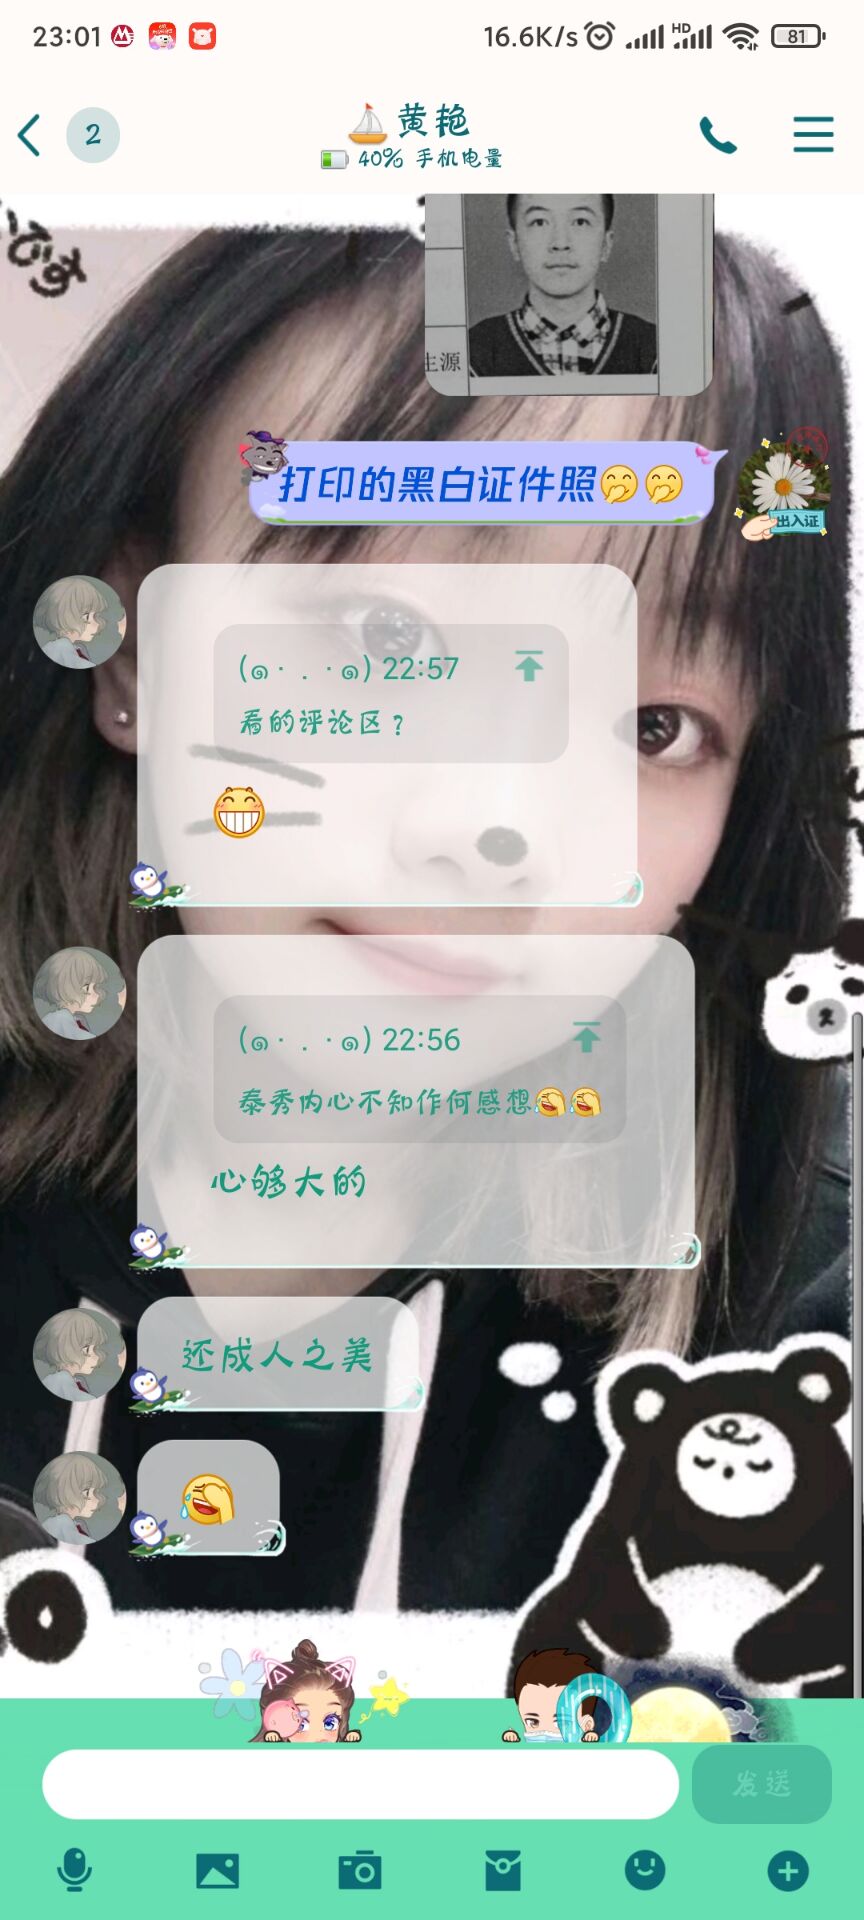 23:01
16.6K/s
HD
81
2
黄艳
40% 手机电量
生源
打印的黑白证件照🤭🤭
出入证
(๑· . ·๑) 22:57
看的评论区？
😁
(๑· . ·๑) 22:56
泰秀内心不知作何感想
心够大的
还成人之美
发送